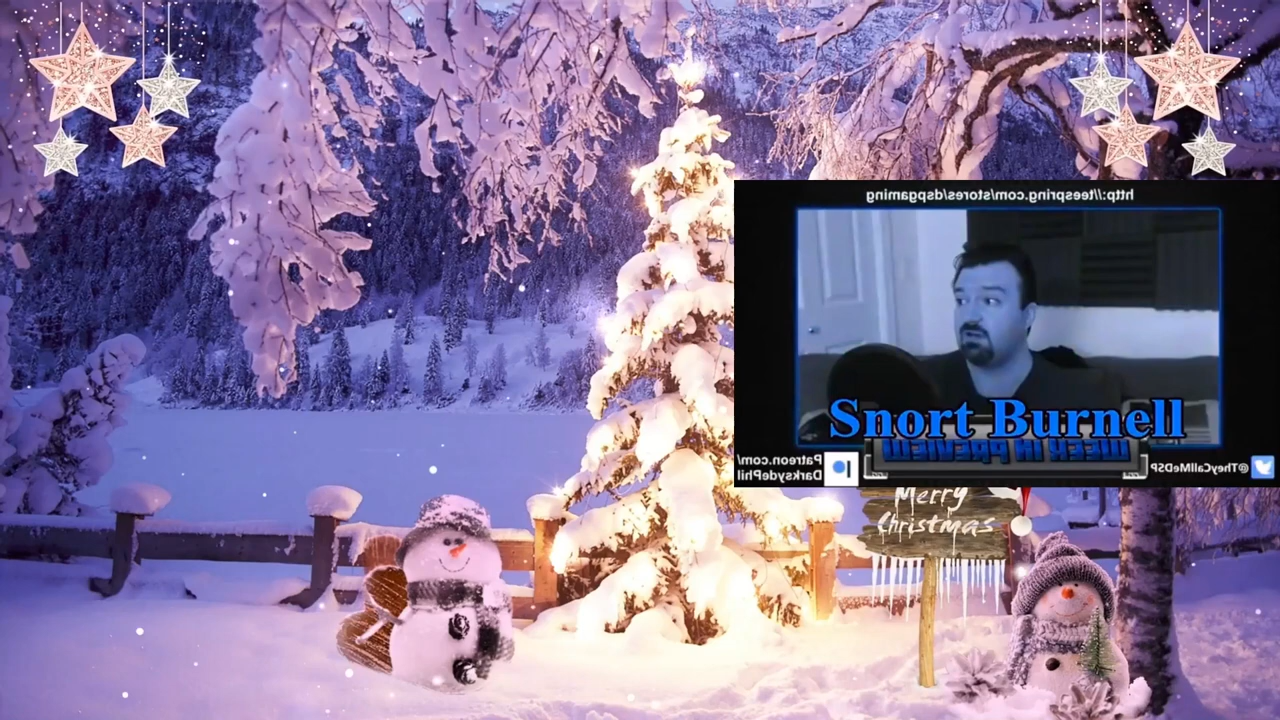 http://teespring.com/stores/dspgaming
Snort Burnell
WEEK IN PREVIEW
Patreon.com/
DarksydePhil
@TheyCallMeDSP
Merry
Christmas